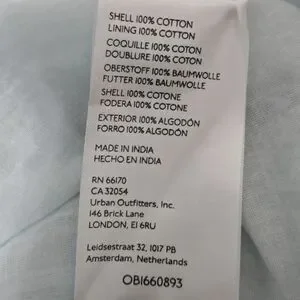 SHELL 100% COTTON
LINING 100% COTTON
COQUILLE 100% COTON
DOUBLURE 100% COTON
OBERSTOFF 100% BAUMWOLLE
FUTTER 100% BAUMWOLLE
SHELL 100% COTONE
FODERA 100% COTONE
EXTERIOR 100% ALGODÓN
FORRO 100% ALGODÓN
MADE IN INDIA
HECHO EN INDIA
RN 66170
CA 32054
Urban Outfitters, Inc.
146 Brick Lane
LONDON, E1 6RU
Leidsestraat 32, 1017 PB
Amsterdam, Netherlands
OB1660893